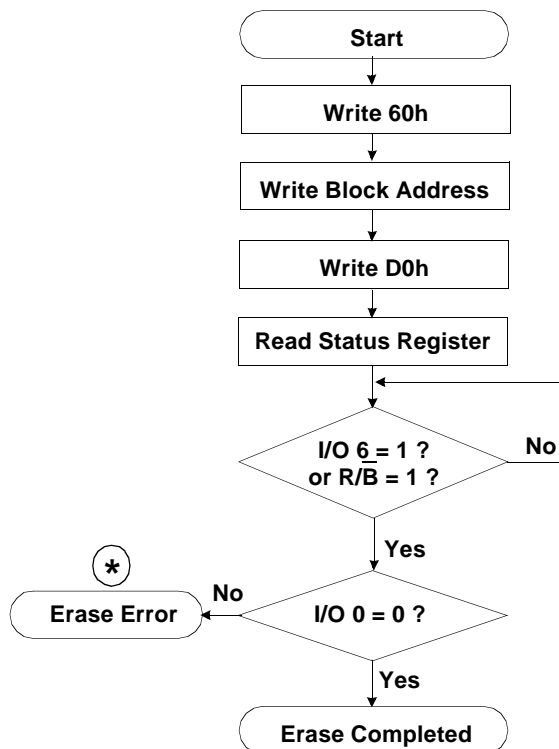 Start
Write 60h
Write Block Address
Write D0h
Read Status Register
I/O 6 = 1 ?
or R/B̅ = 1 ?
No
Yes
*
No
Erase Error
I/O 0 = 0 ?
Yes
Erase Completed